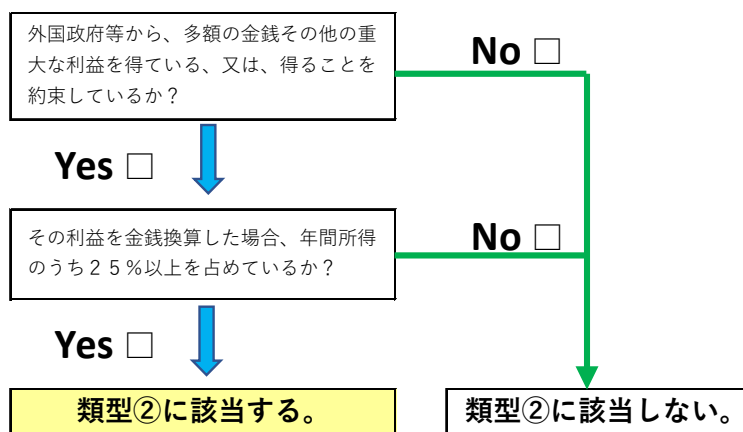 外国政府等から、多額の金銭その他の重
大な利益を得ている、又は、得ることを
約束しているか？
No □
Yes □
その利益を金銭換算した場合、年間所得
のうち２５%以上を占めているか？
No □
Yes □
類型②に該当する。
類型②に該当しない。